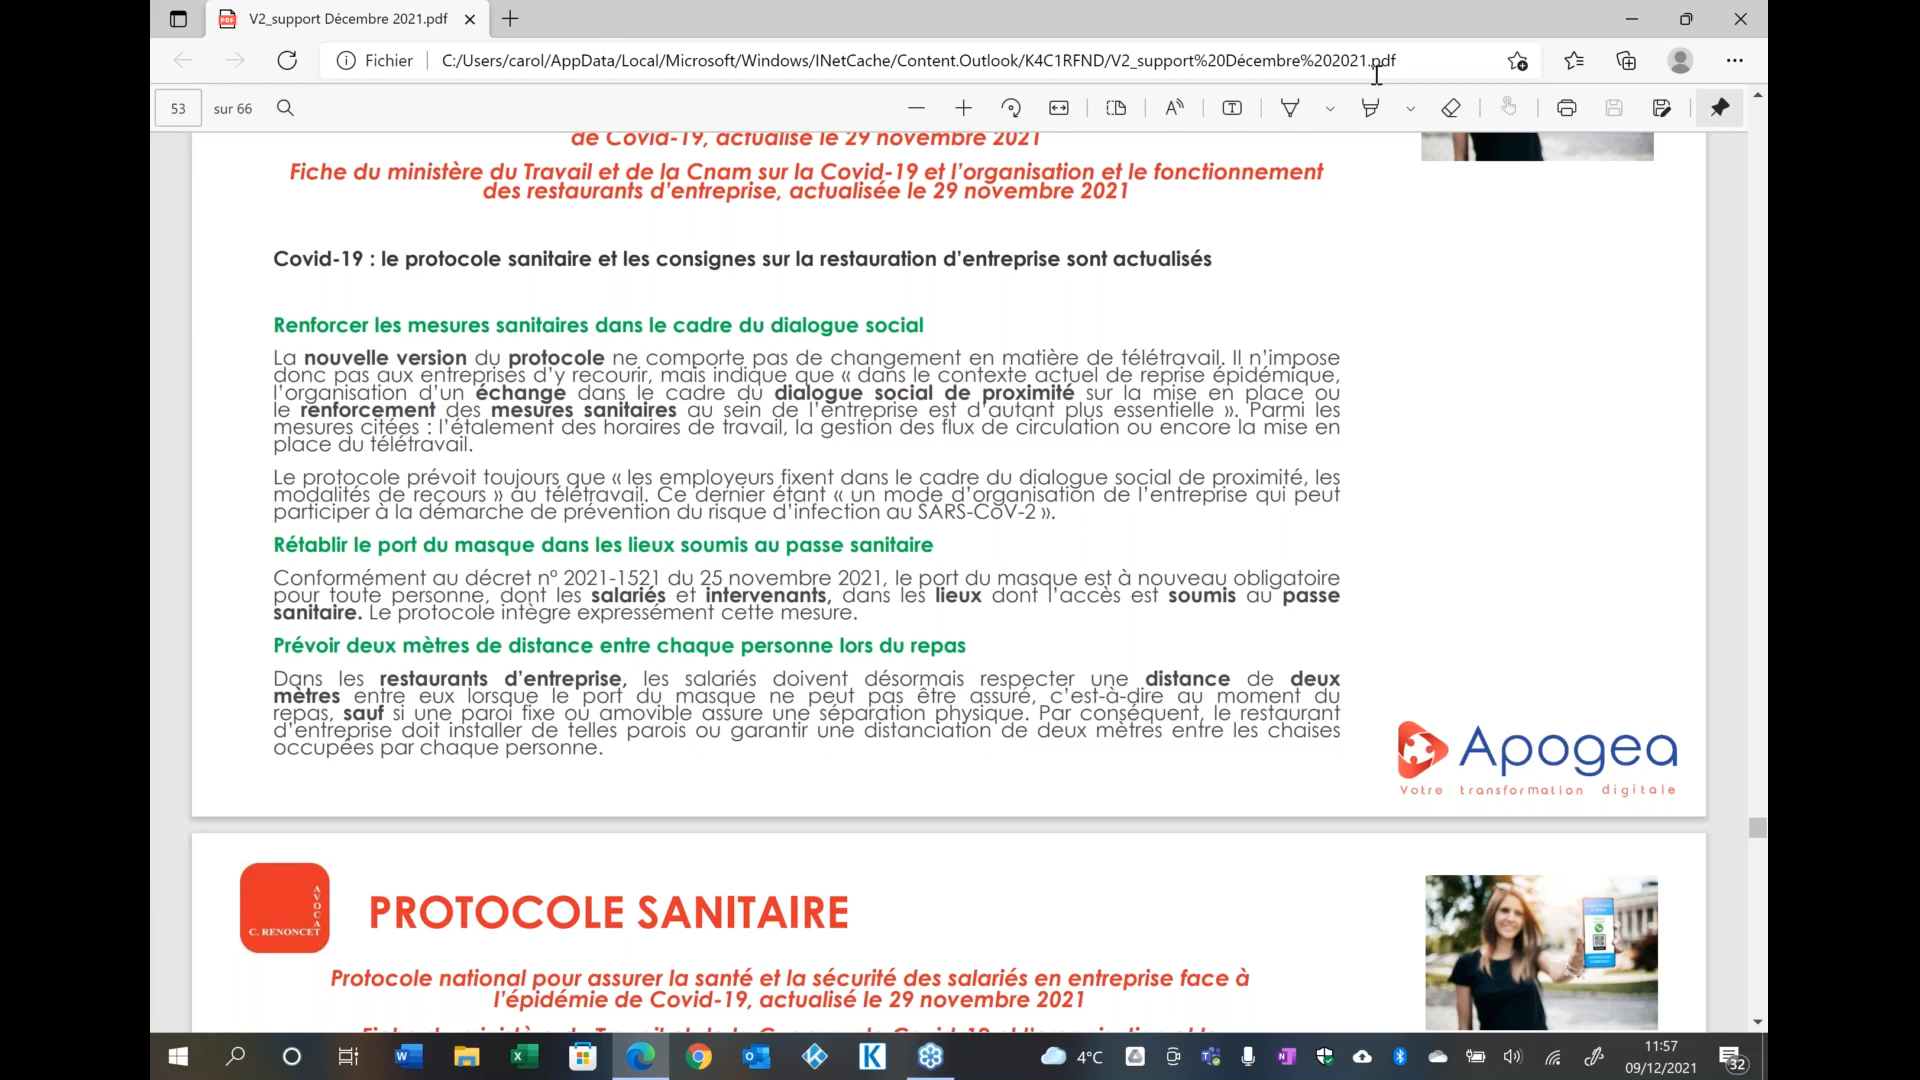 V2_support Décembre 2021.pdf
Fichier
C:/Users/carol/AppData/Local/Microsoft/Windows/INetCache/Content.Outlook/K4C1RFND/V2_support%20Décembre%202021.pdf
53 sur 66
de Covid-19, actualisé le 29 novembre 2021
Fiche du ministère du Travail et de la Cnam sur la Covid-19 et l'organisation et le fonctionnement
des restaurants d'entreprise, actualisée le 29 novembre 2021
Covid-19 : le protocole sanitaire et les consignes sur la restauration d'entreprise sont actualisés
Renforcer les mesures sanitaires dans le cadre du dialogue social
La nouvelle version du protocole ne comporte pas de changement en matière de télétravail. Il n'impose
donc pas aux entreprises d'y recourir, mais indique que « dans le contexte actuel de reprise épidémique,
l'organisation d'un échange dans le cadre du dialogue social de proximité sur la mise en place ou
le renforcement des mesures sanitaires au sein de l'entreprise est d'autant plus essentielle ». Parmi les
mesures citées : l'étalement des horaires de travail, la gestion des flux de circulation ou encore la mise en
place du télétravail.
Le protocole prévoit toujours que « les employeurs fixent dans le cadre du dialogue social de proximité, les
modalités de recours » au télétravail. Ce dernier étant « un mode d'organisation de l'entreprise qui peut
participer à la démarche de prévention du risque d'infection au SARS-CoV-2 ».
Rétablir le port du masque dans les lieux soumis au passe sanitaire
Conformément au décret n° 2021-1521 du 25 novembre 2021, le port du masque est à nouveau obligatoire
pour toute personne, dont les salariés et intervenants, dans les lieux dont l'accès est soumis au passe
sanitaire. Le protocole intègre expressément cette mesure.
Prévoir deux mètres de distance entre chaque personne lors du repas
Dans les restaurants d'entreprise, les salariés doivent désormais respecter une distance de deux
mètres entre eux lorsque le port du masque ne peut pas être assuré, c'est-à-dire au moment du
repas, sauf si une paroi fixe ou amovible assure une séparation physique. Par conséquent, le restaurant
d'entreprise doit installer de telles parois ou garantir une distanciation de deux mètres entre les chaises
occupées par chaque personne.
Apogea
Votre transformation digitale
AVOCAT
C. RENONCET
PROTOCOLE SANITAIRE
Protocole national pour assurer la santé et la sécurité des salariés en entreprise face à
l'épidémie de Covid-19, actualisé le 29 novembre 2021
4°C
11:57
09/12/2021
32